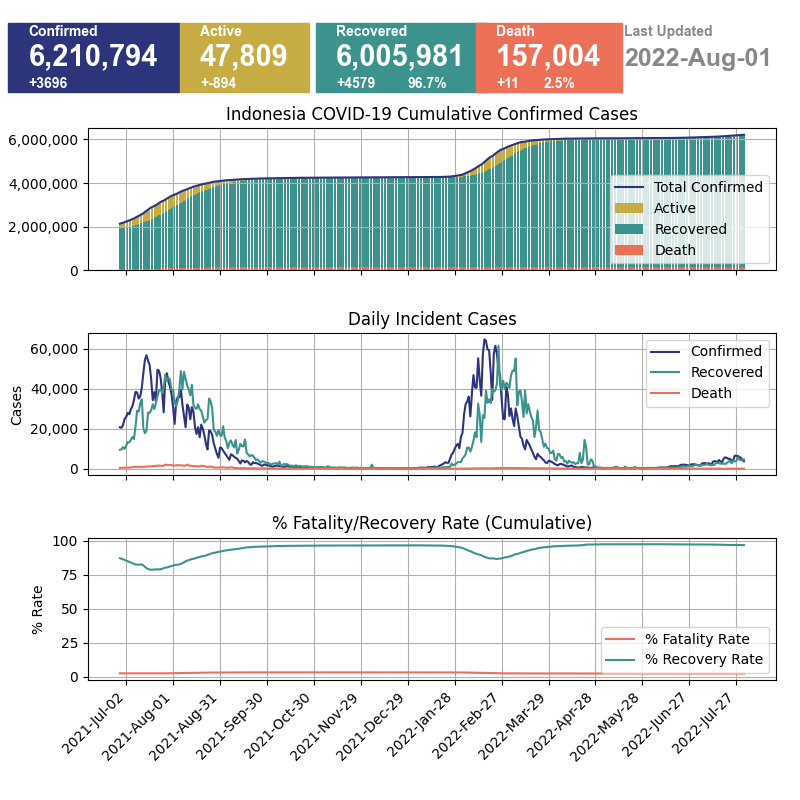 Confirmed
6,210,794
+3696
Active
47,809
+-894
Recovered
6,005,981
+4579 96.7%
Death
157,004
+11 2.5%
Last Updated
2022-Aug-01
Indonesia COVID-19 Cumulative Confirmed Cases
6,000,000
4,000,000
2,000,000
0
Total Confirmed
Active
Recovered
Death
Daily Incident Cases
Cases
60,000
40,000
20,000
0
Confirmed
Recovered
Death
% Fatality/Recovery Rate (Cumulative)
% Rate
100
75
50
25
0
% Fatality Rate
% Recovery Rate
2021-Jul-02
2021-Aug-01
2021-Aug-31
2021-Sep-30
2021-Oct-30
2021-Nov-29
2021-Dec-29
2022-Jan-28
2022-Feb-27
2022-Mar-29
2022-Apr-28
2022-May-28
2022-Jun-27
2022-Jul-27